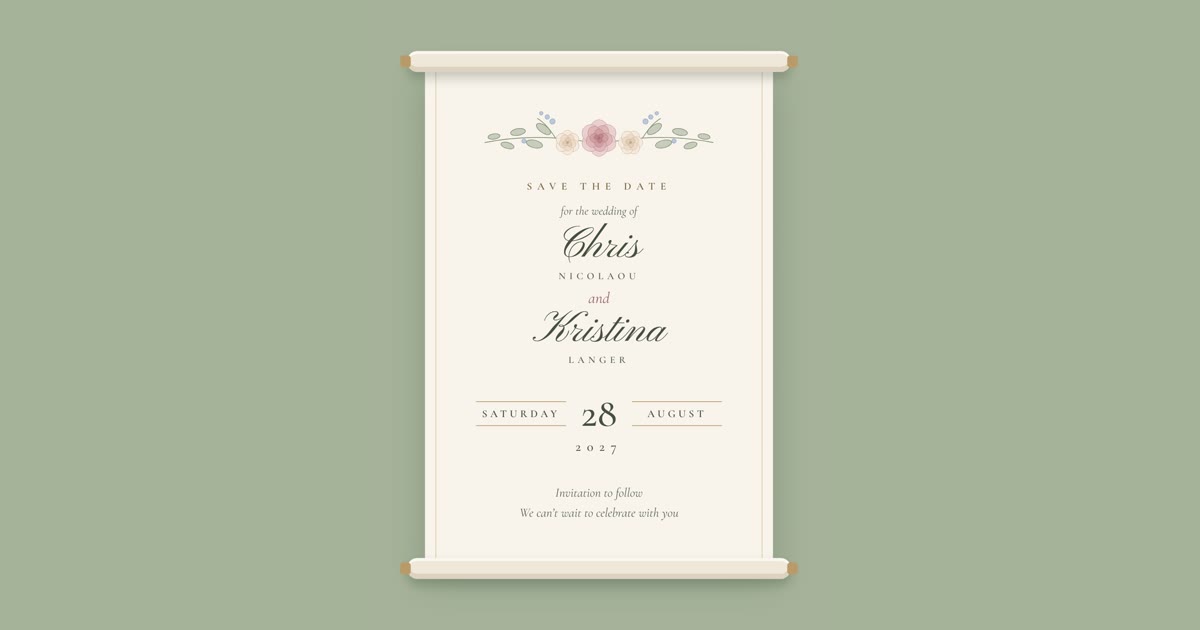 SAVE THE DATE
for the wedding of
Chris
NICOLAOU
and
Kristina
LANGER
SATURDAY 28 AUGUST
2027
Invitation to follow
We can't wait to celebrate with you